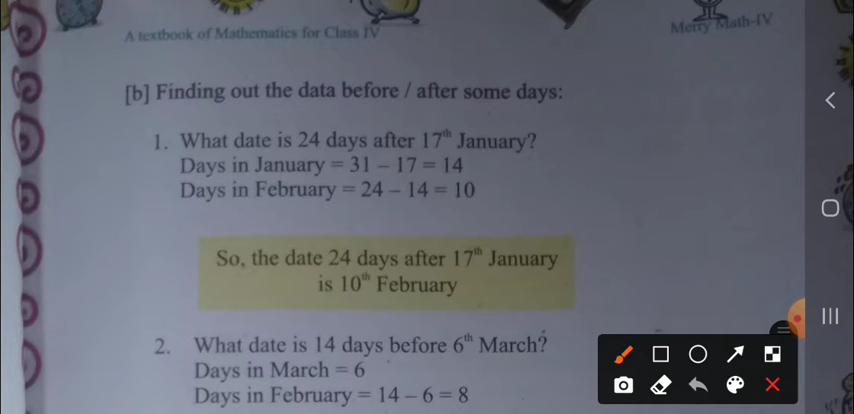 A textbook of Mathematics for Class IV
Merry Math-IV
[b] Finding out the data before / after some days:
1. What date is 24 days after 17th January?
Days in January = 31 – 17 = 14
Days in February = 24 – 14 = 10
So, the date 24 days after 17th January
is 10th February
2. What date is 14 days before 6th March?
Days in March = 6
Days in February = 14 – 6 = 8